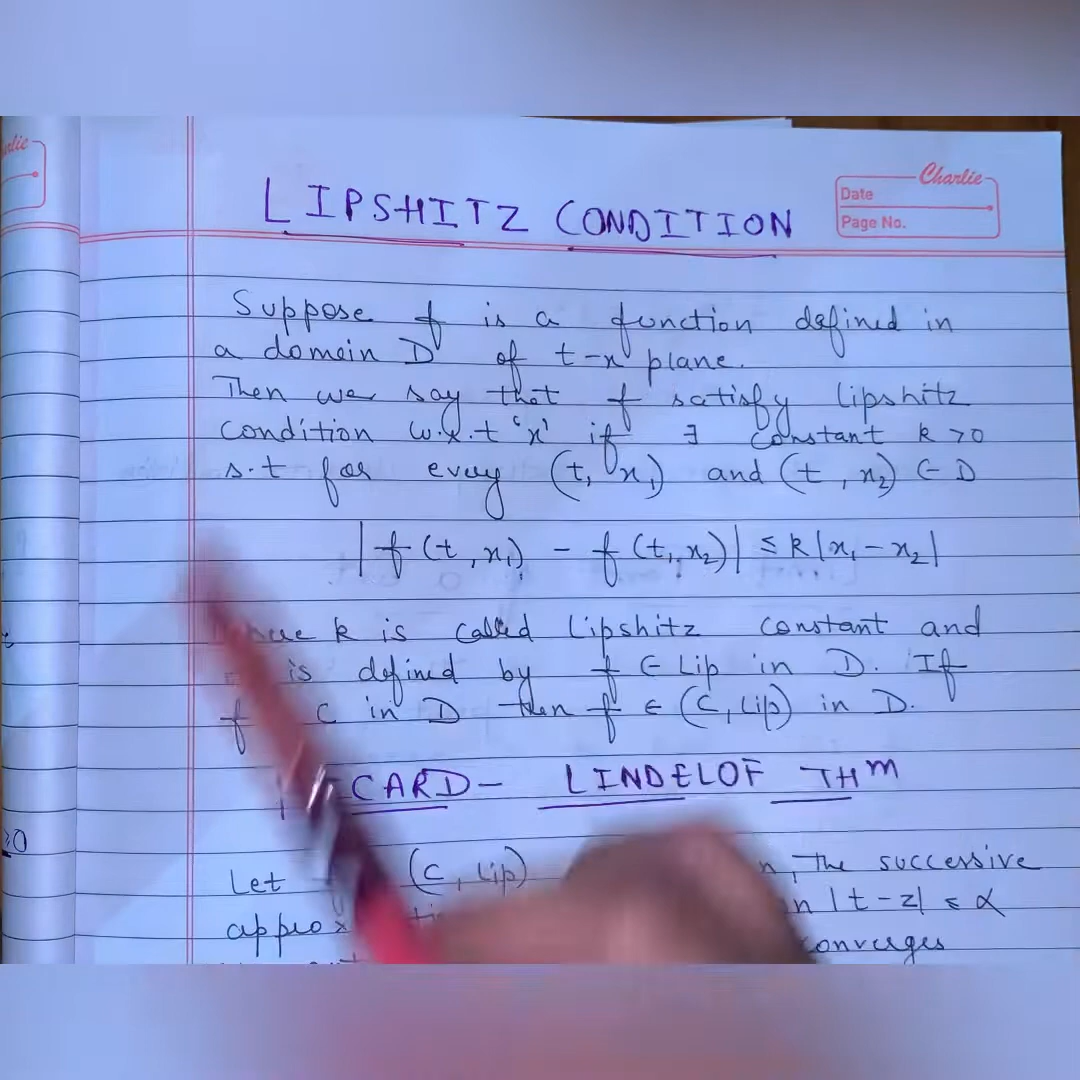 Charlie
Date
Page No.
LIPSHITZ CONDITION
Suppose f is a function defined in
a domein D of t-x plane.
Then we say that f satisfy lipshitz
condition w.r.t 'x' if ∃ constant k >0
s.t for every (t, x₁) and (t, x₂) ∈ D
|f(t, x₁) - f(t, x₂)| ≤ k|x₁ - x₂|
k is called lipshitz constant and
is defined by f ∈ Lip in D. If
f C in D then f ∈ (C, Lip) in D.
CARD- LINDELOF THM
Let (C, Lip) The successive
approx |t-z| ≤ α
converges